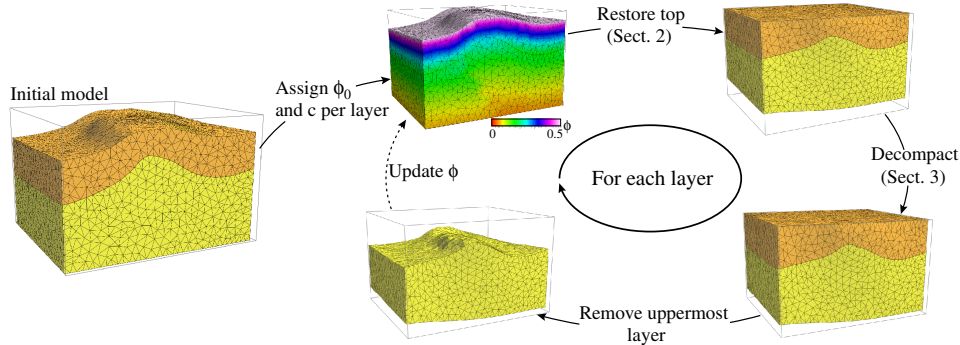 Initial model
Assign ϕ₀
and c per layer
0 0.5 ϕ
Restore top
(Sect. 2)
Decompact
(Sect. 3)
For each layer
Update ϕ
Remove uppermost
layer